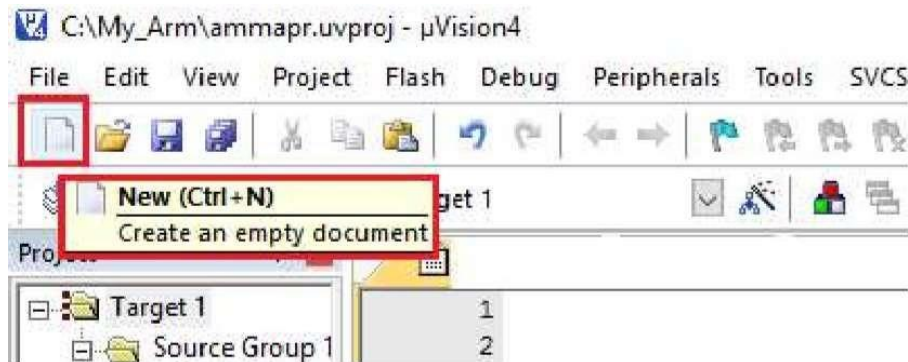 C:\My_Arm\ammapr.uvproj - µVision4
File Edit View Project Flash Debug Peripherals Tools SVCS
New (Ctrl+N)
get 1
Create an empty document
Target 1
1
Source Group 1
2